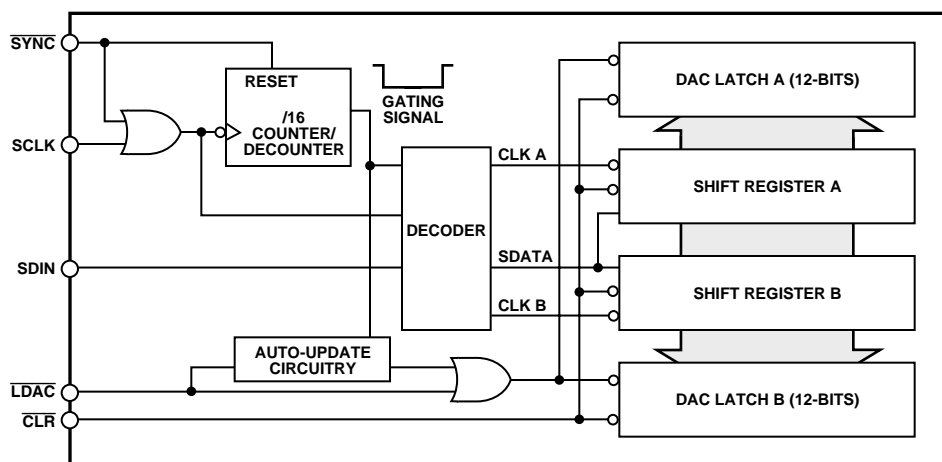 SYNC
RESET
/16
COUNTER/
DECOUNTER
GATING
SIGNAL
DAC LATCH A (12-BITS)
SCLK
CLK A
SHIFT REGISTER A
DECODER
SDIN
SDATA
SHIFT REGISTER B
CLK B
AUTO-UPDATE
CIRCUITRY
LDAC
CLR
DAC LATCH B (12-BITS)